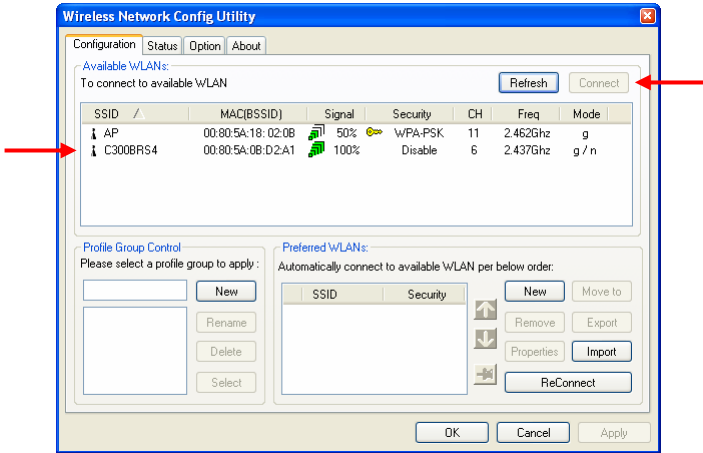 Wireless Network Config Utility
Configuration Status Option About
Available WLANs:
To connect to available WLAN Refresh Connect
SSID MAC(BSSID) Signal Security CH Freq Mode
AP 00:80:5A:18: 02:0B 50% WPA-PSK 11 2.462Ghz g
C300BRS4 00:80:5A:0B:D2:A1 100% Disable 6 2.437Ghz g / n
Profile Group Control
Please select a profile group to apply :
New
Rename
Delete
Select
Preferred WLANs:
Automatically connect to available WLAN per below order:
SSID Security
New Move to
Remove Export
Properties Import
ReConnect
OK Cancel Apply